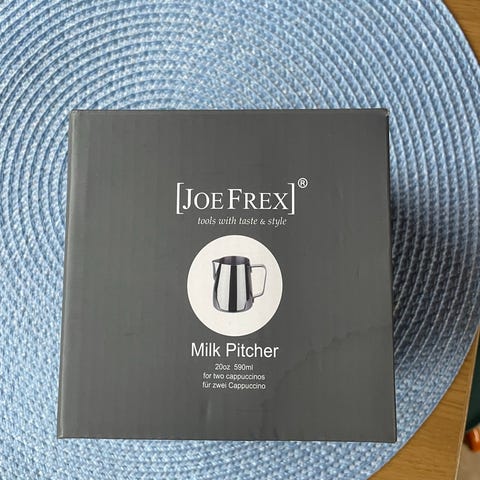 [JOEFREX]®
tools with taste & style
Milk Pitcher
20oz 590ml
for two cappuccinos
für zwei Cappuccino